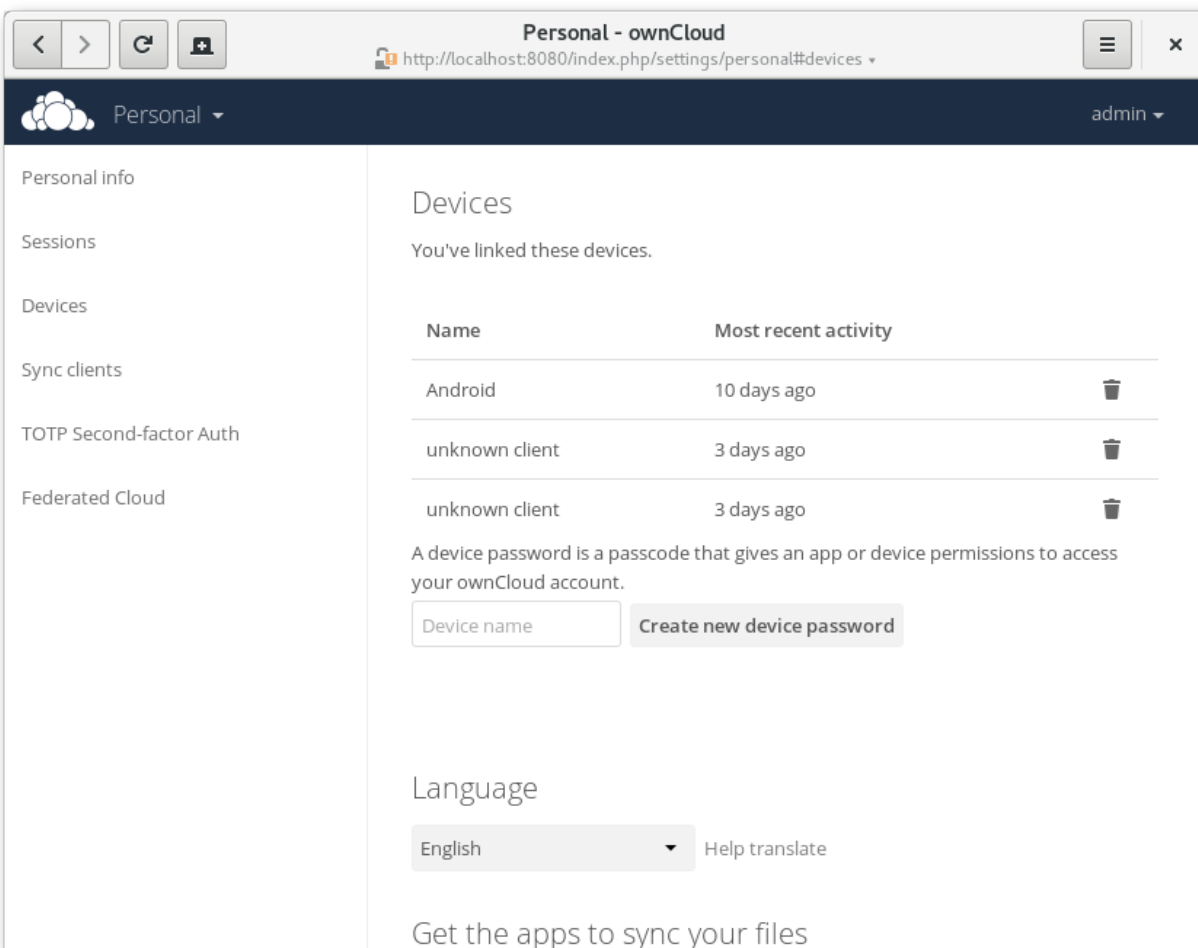 Personal - ownCloud
http://localhost:8080/index.php/settings/personal#devices
Personal
admin
Personal info
Sessions
Devices
Sync clients
TOTP Second-factor Auth
Federated Cloud
Devices
You've linked these devices.
Name Most recent activity
Android 10 days ago
unknown client 3 days ago
unknown client 3 days ago
A device password is a passcode that gives an app or device permissions to access
your ownCloud account.
Device name Create new device password
Language
English Help translate
Get the apps to sync your files